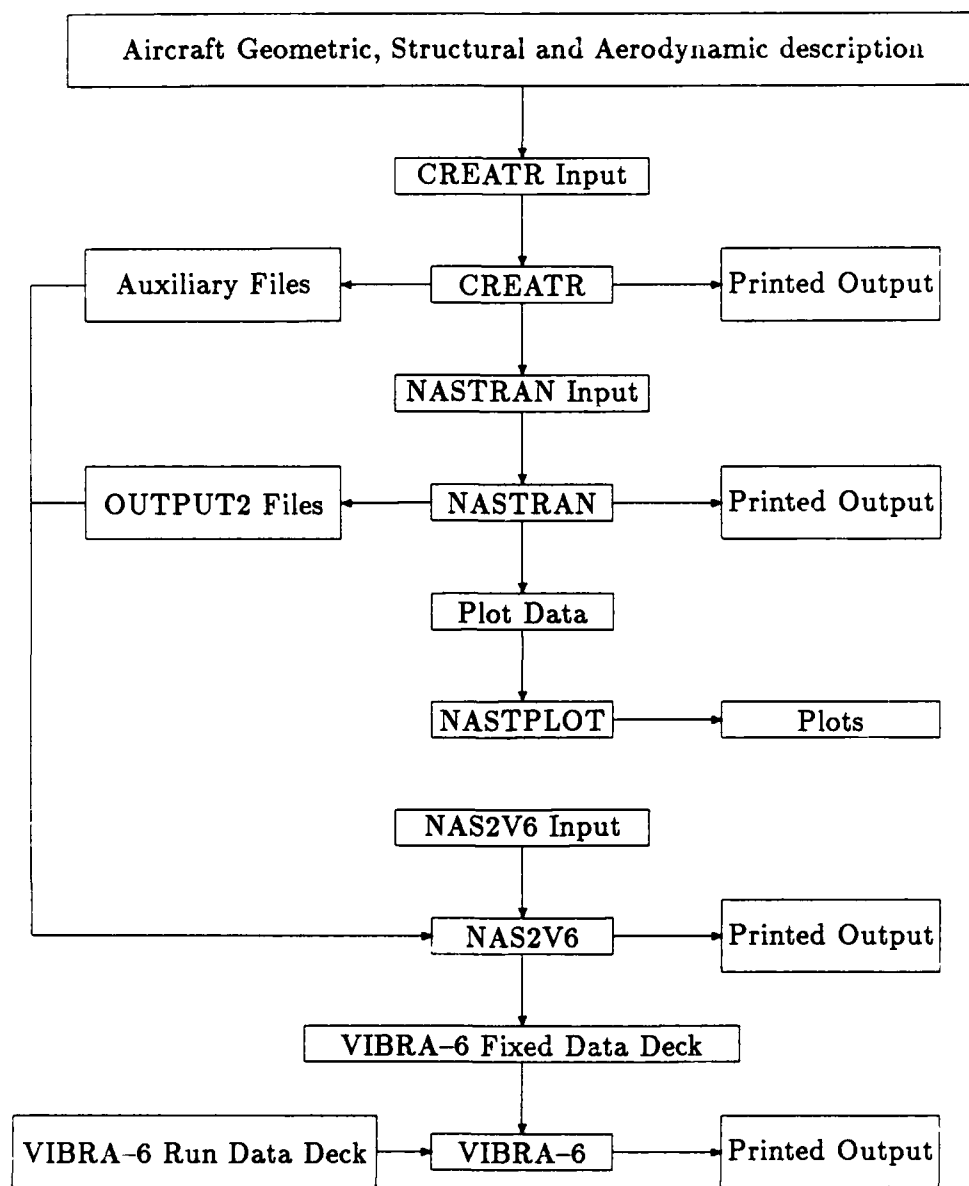 Aircraft Geometric, Structural and Aerodynamic description
CREATR Input
Auxiliary Files
CREATR
Printed Output
NASTRAN Input
OUTPUT2 Files
NASTRAN
Printed Output
Plot Data
NASTPLOT
Plots
NAS2V6 Input
NAS2V6
Printed Output
VIBRA–6 Fixed Data Deck
VIBRA–6 Run Data Deck
VIBRA–6
Printed Output